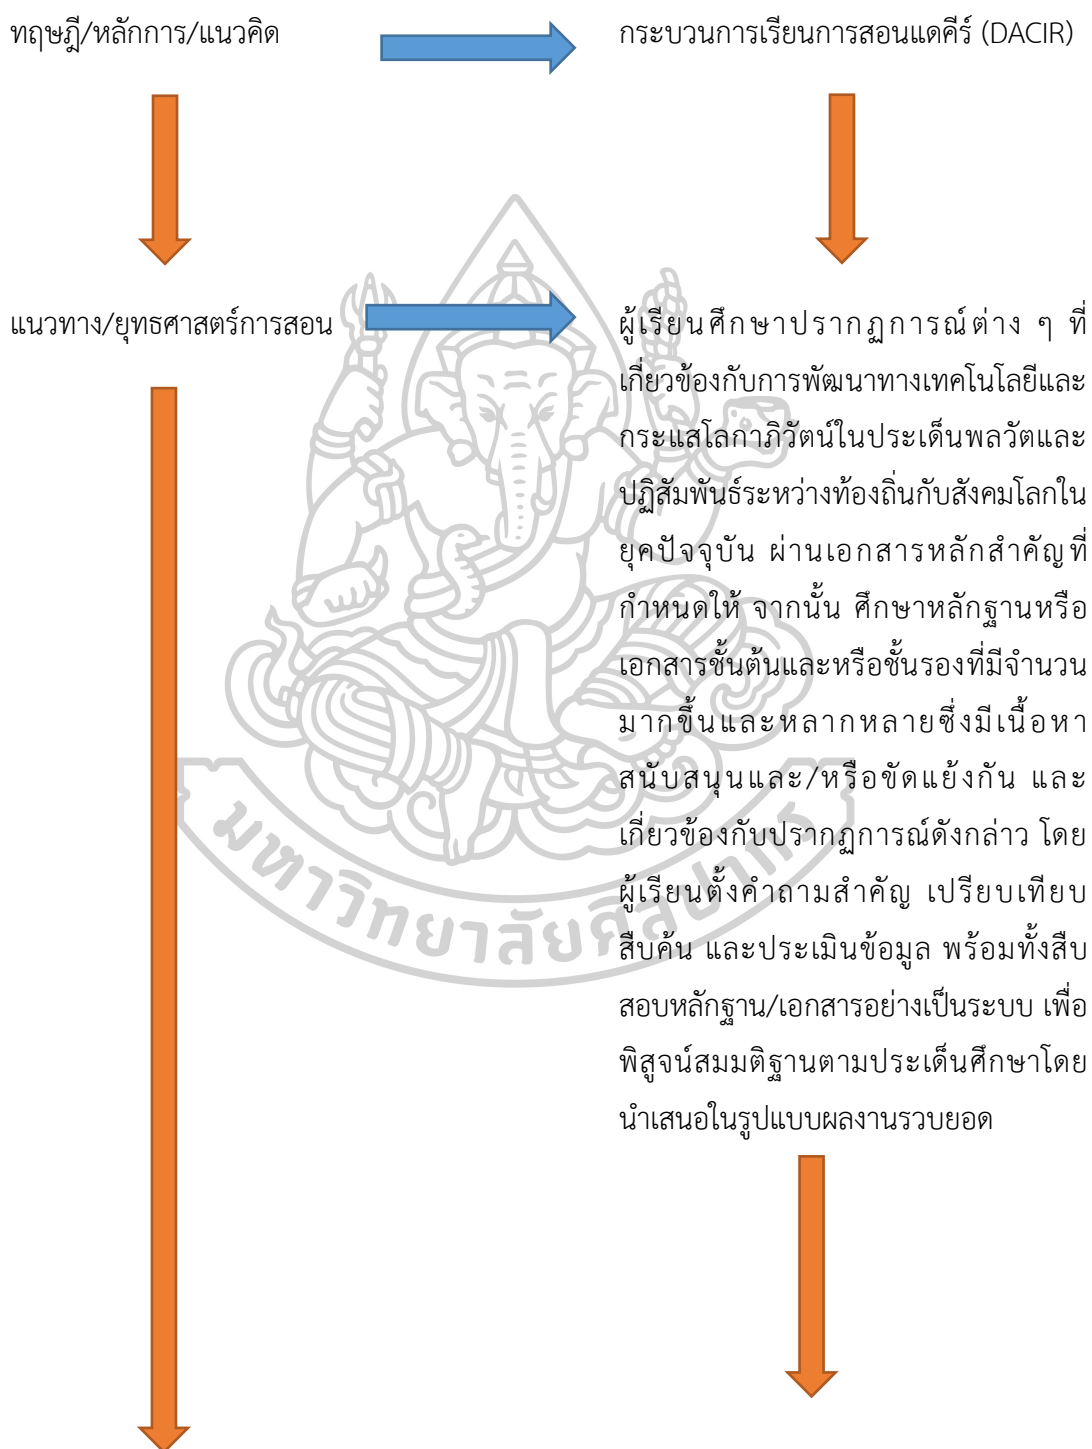 ทฤษฎี/หลักการ/แนวคิด
กระบวนการเรียนการสอนแดคีร์ (DACIR)
แนวทาง/ยุทธศาสตร์การสอน
ผู้เรียนศึกษาปรากฏการณ์ต่าง ๆ ที่
เกี่ยวข้องกับการพัฒนาทางเทคโนโลยีและ
กระแสโลกาภิวัตน์ในประเด็นพลวัตและ
ปฏิสัมพันธ์ระหว่างท้องถิ่นกับสังคมโลกใน
ยุคปัจจุบัน ผ่านเอกสารหลักสำคัญที่
กำหนดให้ จากนั้น ศึกษาหลักฐานหรือ
เอกสารชั้นต้นและหรือชั้นรองที่มีจำนวน
มากขึ้นและหลากหลายซึ่งมีเนื้อหา
สนับสนุนและ/หรือขัดแย้งกัน และ
เกี่ยวข้องกับปรากฏการณ์ดังกล่าว โดย
ผู้เรียนตั้งคำถามสำคัญ เปรียบเทียบ
สืบค้น และประเมินข้อมูล พร้อมทั้งสืบ
สอบหลักฐาน/เอกสารอย่างเป็นระบบ เพื่อ
พิสูจน์สมมติฐานตามประเด็นศึกษาโดย
นำเสนอในรูปแบบผลงานรวบยอด
มหาวิทยาลัยศิลปากร